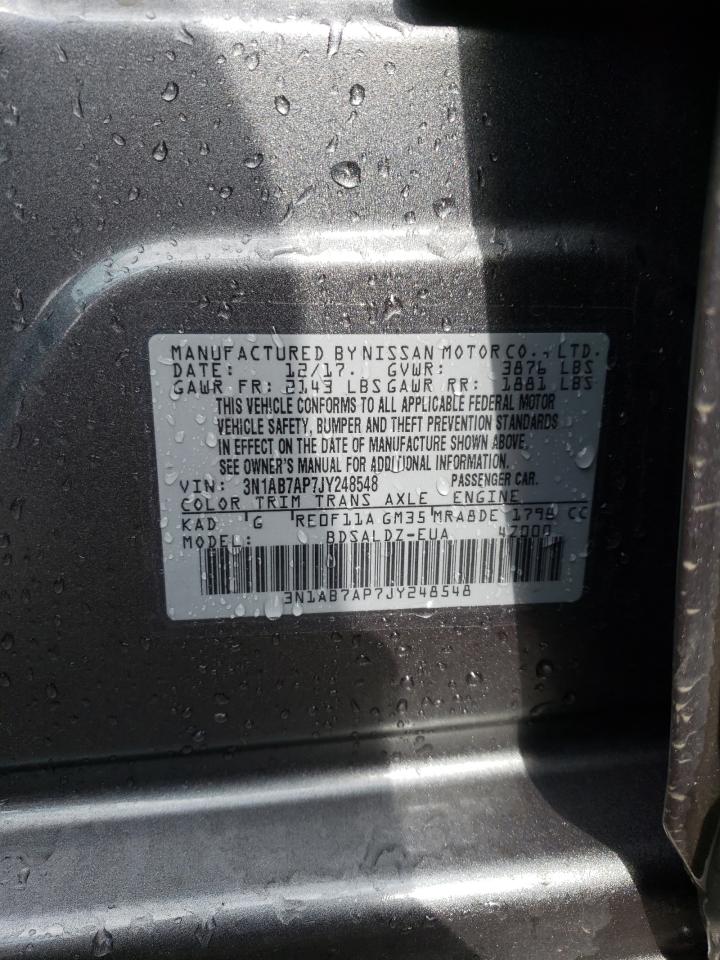 MANUFACTURED BY NISSAN MOTOR CO., LTD.
DATE: 12/17. GVWR: 3876 LBS
GAWR FR: 2143 LBS GAWR RR: 1881 LBS
THIS VEHICLE CONFORMS TO ALL APPLICABLE FEDERAL MOTOR
VEHICLE SAFETY, BUMPER AND THEFT PREVENTION STANDARDS
IN EFFECT ON THE DATE OF MANUFACTURE SHOWN ABOVE.
SEE OWNER'S MANUAL FOR ADDITIONAL INFORMATION.
VIN: 3N1AB7AP7JY248548 PASSENGER CAR.
COLOR TRIM TRANS AXLE ENGINE
KAD G RE0F11A GM35 MRA8DE 1798 CC
MODEL: BDSALDZ-EUA 42000
3N1AB7AP7JY248548